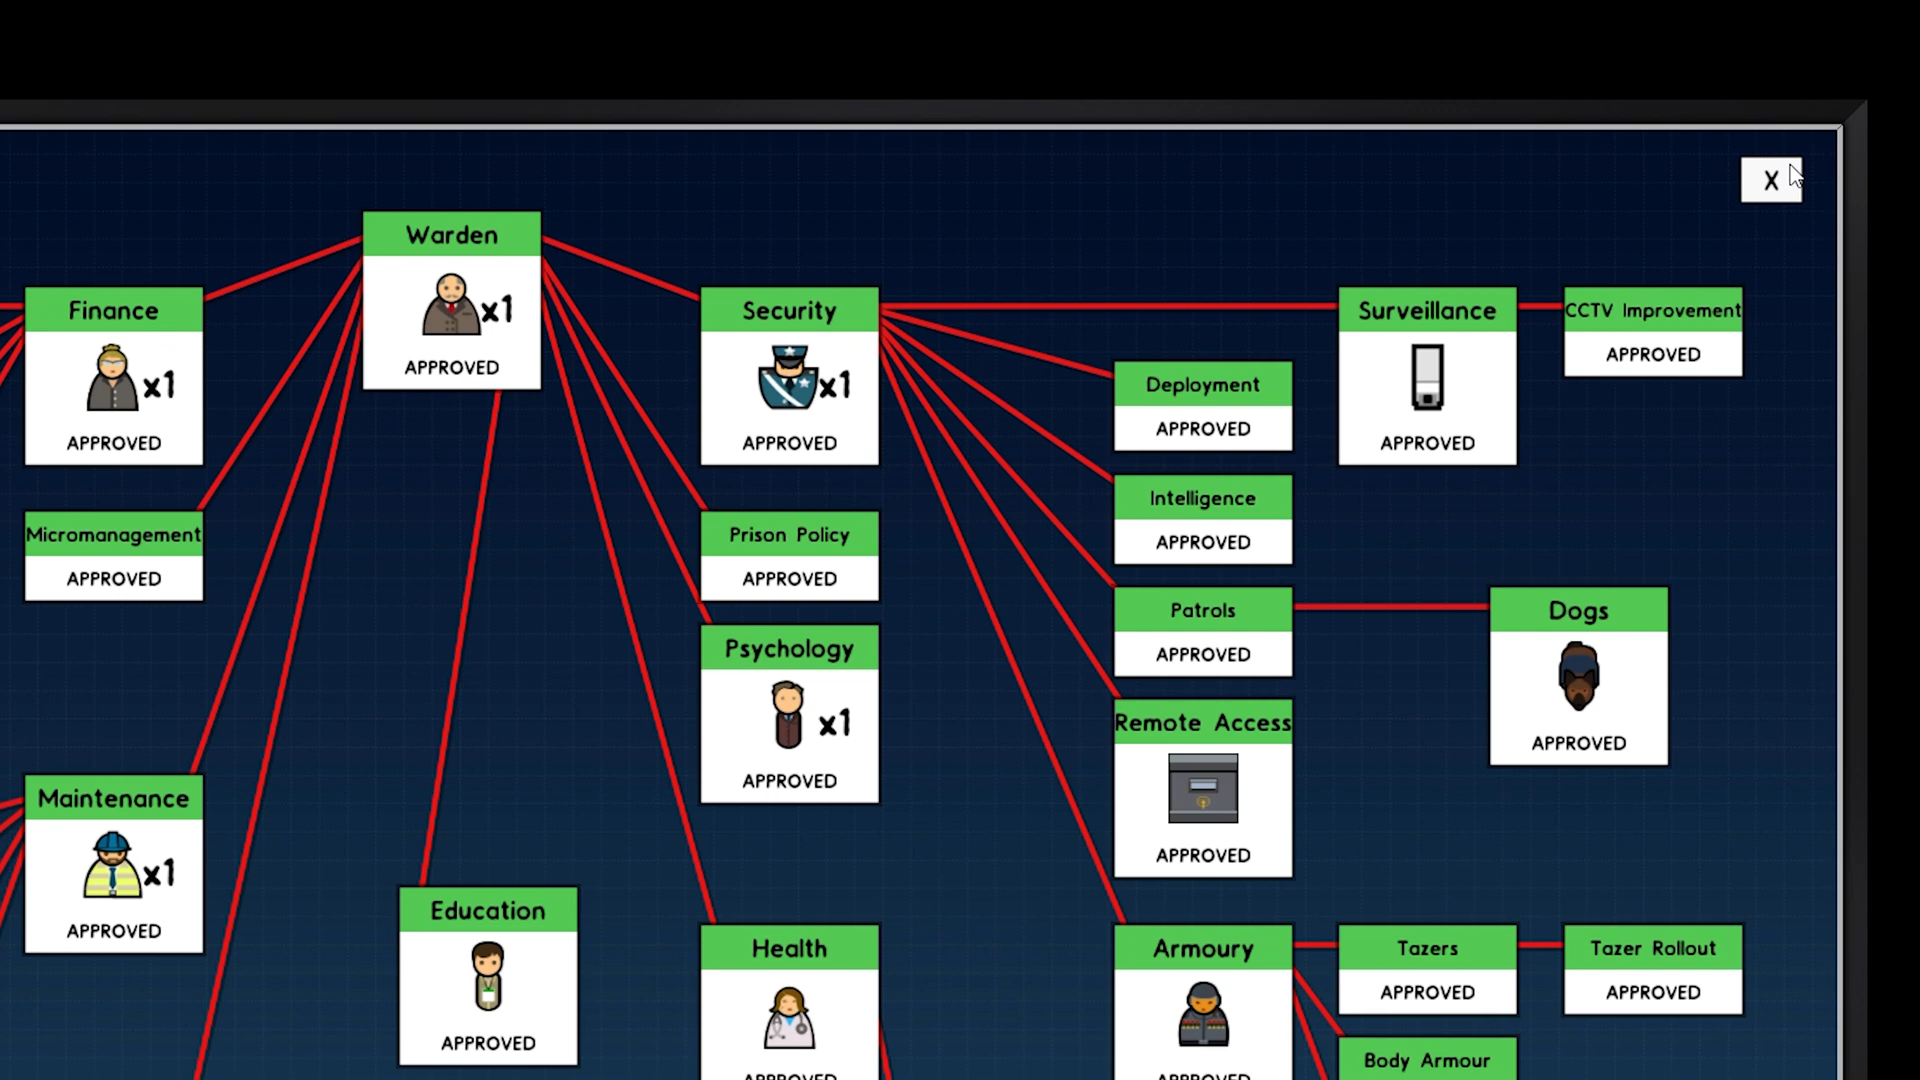 X
Warden
x1
APPROVED
Finance
x1
APPROVED
Security
x1
APPROVED
Surveillance
APPROVED
CCTV Improvement
APPROVED
Deployment
APPROVED
Intelligence
APPROVED
Micromanagement
APPROVED
Prison Policy
APPROVED
Patrols
APPROVED
Dogs
APPROVED
Psychology
x1
APPROVED
Remote Access
APPROVED
Maintenance
x1
APPROVED
Education
APPROVED
Health
APPROVED
Armoury
APPROVED
Tazers
APPROVED
Tazer Rollout
APPROVED
Body Armour